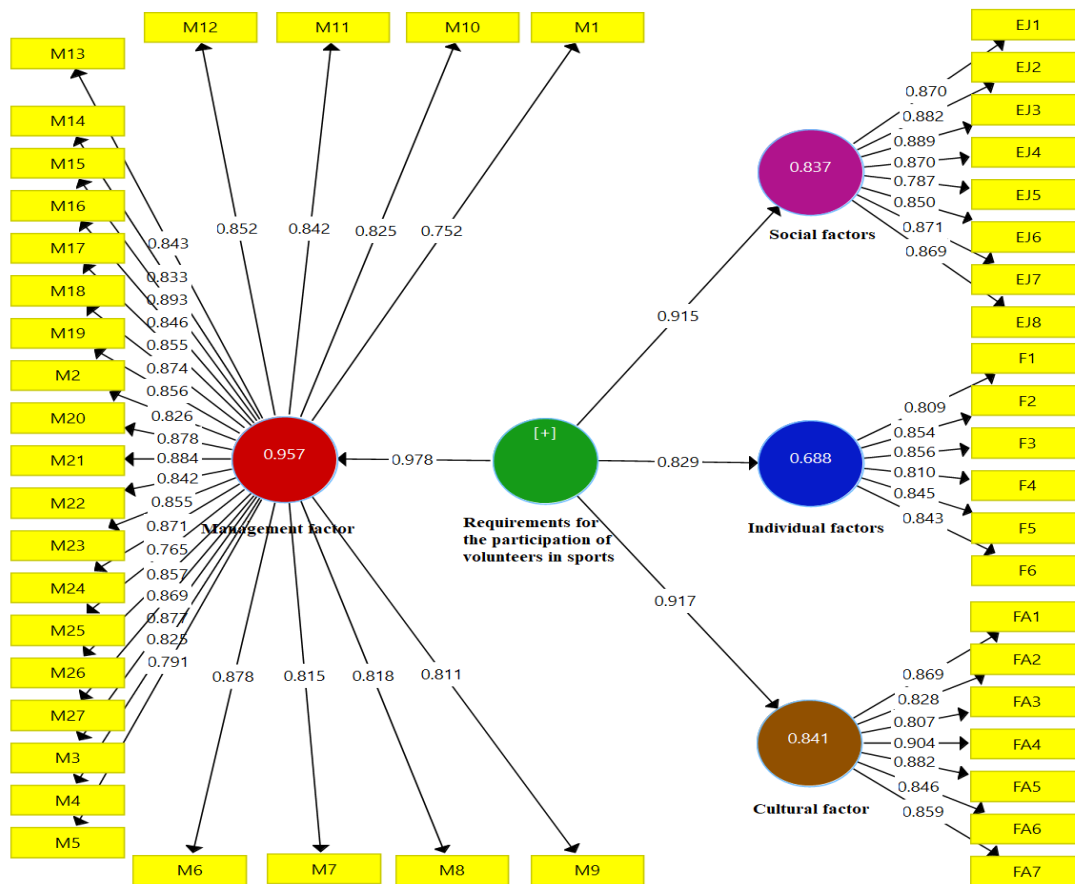 M12
M11
M10
M1
M13
M14
M15
M16
M17
M18
M19
M2
M20
M21
M22
M23
M24
M25
M26
M27
M3
M4
M5
M6
M7
M8
M9
0.852
0.842
0.825
0.752
0.843
0.833
0.893
0.846
0.855
0.874
0.856
0.826
0.878
0.884
0.842
0.855
0.871
0.765
0.857
0.869
0.877
0.825
0.791
0.878
0.815
0.818
0.811
0.957
Management factor
0.978
[+]
Requirements for
the participation of
volunteers in sports
0.915
0.829
0.917
0.837
Social factors
0.870
0.882
0.889
0.870
0.787
0.850
0.871
0.869
EJ1
EJ2
EJ3
EJ4
EJ5
EJ6
EJ7
EJ8
0.688
Individual factors
0.809
0.854
0.856
0.810
0.845
0.843
F1
F2
F3
F4
F5
F6
0.841
Cultural factor
0.869
0.828
0.807
0.904
0.882
0.846
0.859
FA1
FA2
FA3
FA4
FA5
FA6
FA7